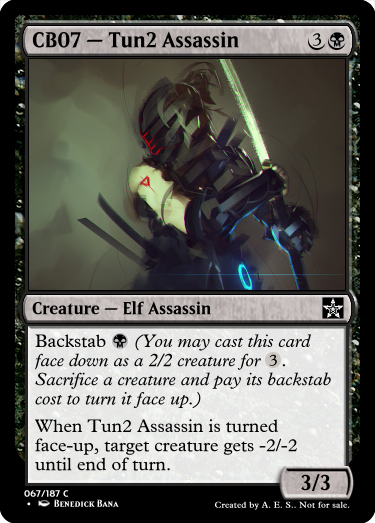 CB07 — Tun2 Assassin 3
Creature — Elf Assassin
Backstab (You may cast this card
face down as a 2/2 creature for 3.
Sacrifice a creature and pay its backstab
cost to turn it face up.)
When Tun2 Assassin is turned
face-up, target creature gets -2/-2
until end of turn.
3/3
067/187 C
• Benedick Bana
Created by A. E. S.. Not for sale.